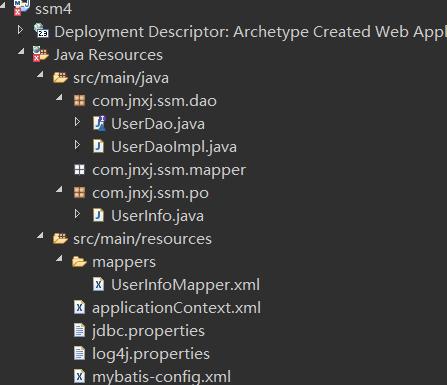 ssm4
Deployment Descriptor: Archetype Created Web Appl
Java Resources
src/main/java
com.jnxj.ssm.dao
UserDao.java
UserDaoImpl.java
com.jnxj.ssm.mapper
com.jnxj.ssm.po
UserInfo.java
src/main/resources
mappers
UserInfoMapper.xml
applicationContext.xml
jdbc.properties
log4j.properties
mybatis-config.xml